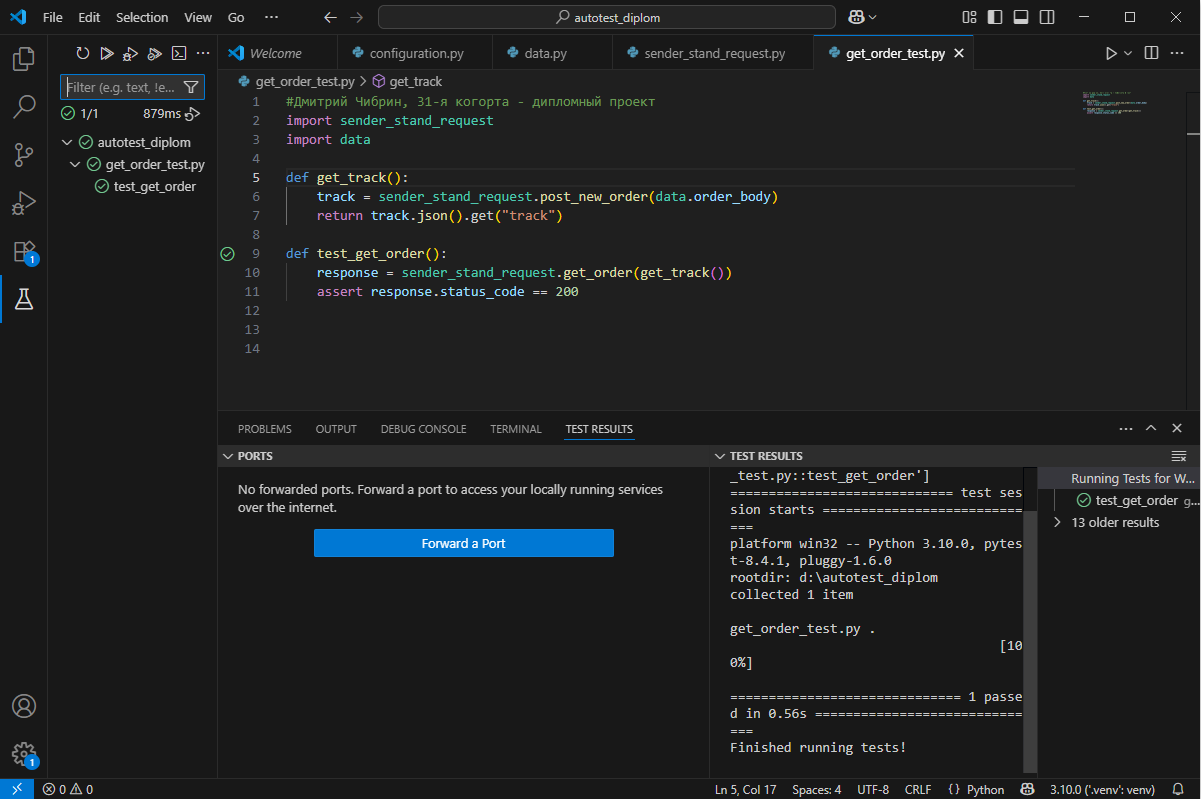 File Edit Selection View Go ··· autotest_diplom
Filter (e.g. text, !e...
1/1 879ms
autotest_diplom
get_order_test.py
test_get_order
Welcome configuration.py data.py sender_stand_request.py get_order_test.py
get_order_test.py > get_track
1 #Дмитрий Чибрин, 31-я когорта - дипломный проект
2 import sender_stand_request
3 import data
4
5 def get_track():
6 track = sender_stand_request.post_new_order(data.order_body)
7 return track.json().get("track")
8
9 def test_get_order():
10 response = sender_stand_request.get_order(get_track())
11 assert response.status_code == 200
12
13
14
PROBLEMS OUTPUT DEBUG CONSOLE TERMINAL TEST RESULTS
PORTS
No forwarded ports. Forward a port to access your locally running services
over the internet.
Forward a Port
TEST RESULTS
_test.py::test_get_order']
============================= test ses
sion starts ==========================
===
platform win32 -- Python 3.10.0, pytes
t-8.4.1, pluggy-1.6.0
rootdir: d:\autotest_diplom
collected 1 item
get_order_test.py .
[10
0%]
============================== 1 passe
d in 0.56s ===========================
===
Finished running tests!
Running Tests for W...
test_get_order g...
13 older results
1
1
0 0 Ln 5, Col 17 Spaces: 4 UTF-8 CRLF {} Python 3.10.0 ('.venv': venv)